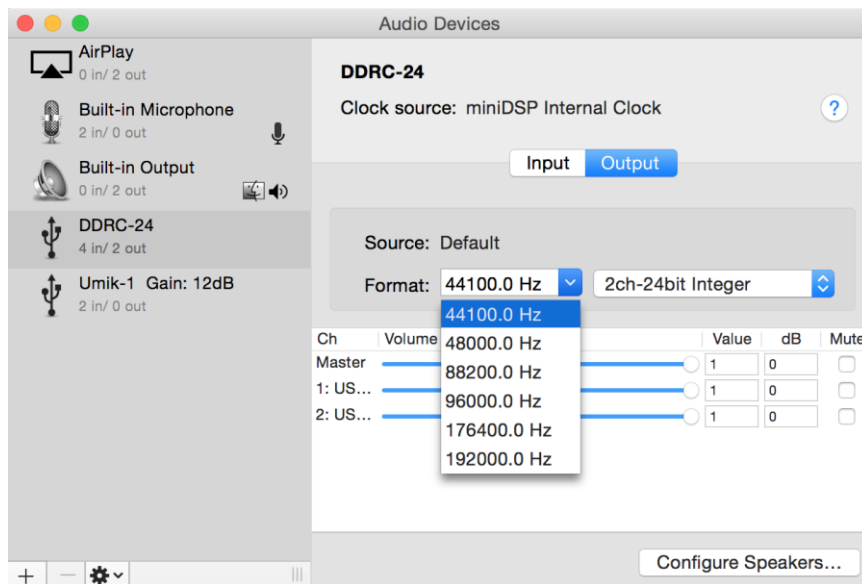 Audio Devices
AirPlay
0 in/ 2 out
Built-in Microphone
2 in/ 0 out
Built-in Output
0 in/ 2 out
DDRC-24
4 in/ 2 out
Umik-1 Gain: 12dB
2 in/ 0 out
DDRC-24
Clock source: miniDSP Internal Clock
?
Input Output
Source: Default
Format: 44100.0 Hz 2ch-24bit Integer
44100.0 Hz
48000.0 Hz
88200.0 Hz
96000.0 Hz
176400.0 Hz
192000.0 Hz
Ch Volume Value dB Mute
Master 1 0
1: US... 1 0
2: US... 1 0
Configure Speakers...